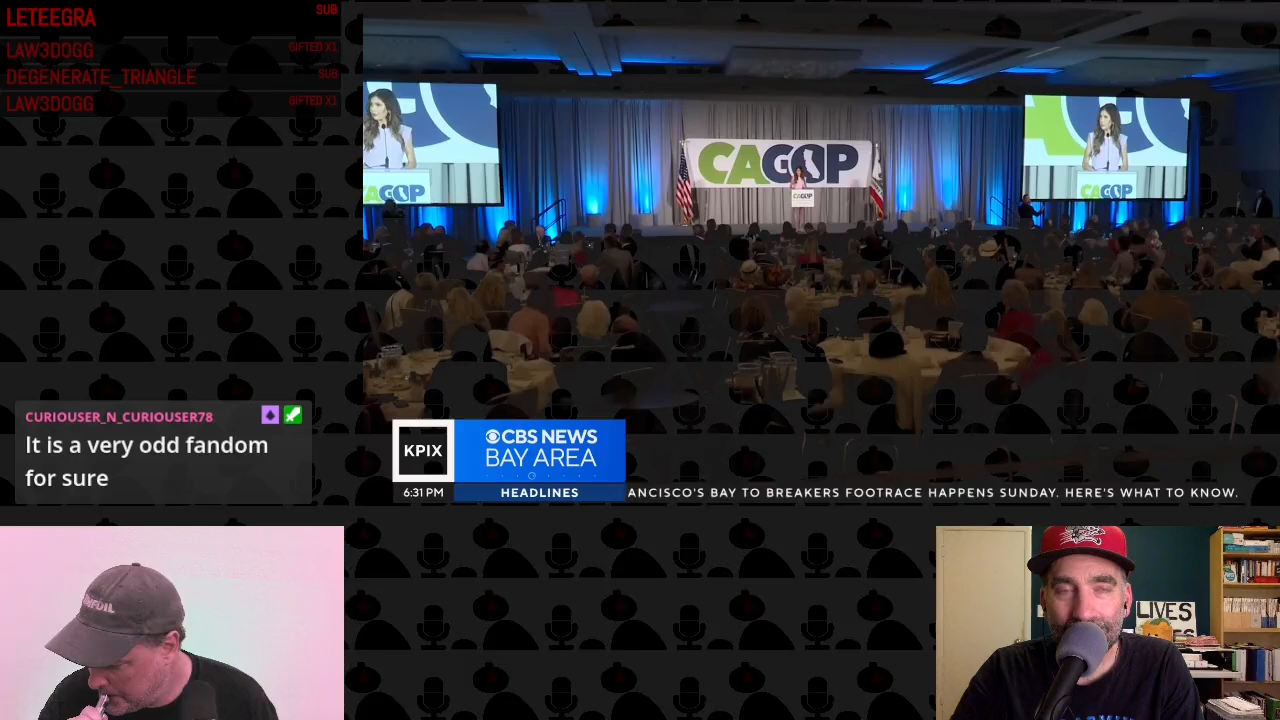 LETEEGRA SUB
LAW3DOGG GIFTED X1
DEGENERATE_TRIANGLE SUB
LAW3DOGG GIFTED X1
CAGOP
CAGOP
CAGOP
CAGOP
CURIOUSER_N_CURIOUSER78
It is a very odd fandom
for sure
KPIX
CBS NEWS
BAY AREA
6:31 PM
HEADLINES
ANCISCO'S BAY TO BREAKERS FOOTRACE HAPPENS SUNDAY. HERE'S WHAT TO KNOW.
LIVES